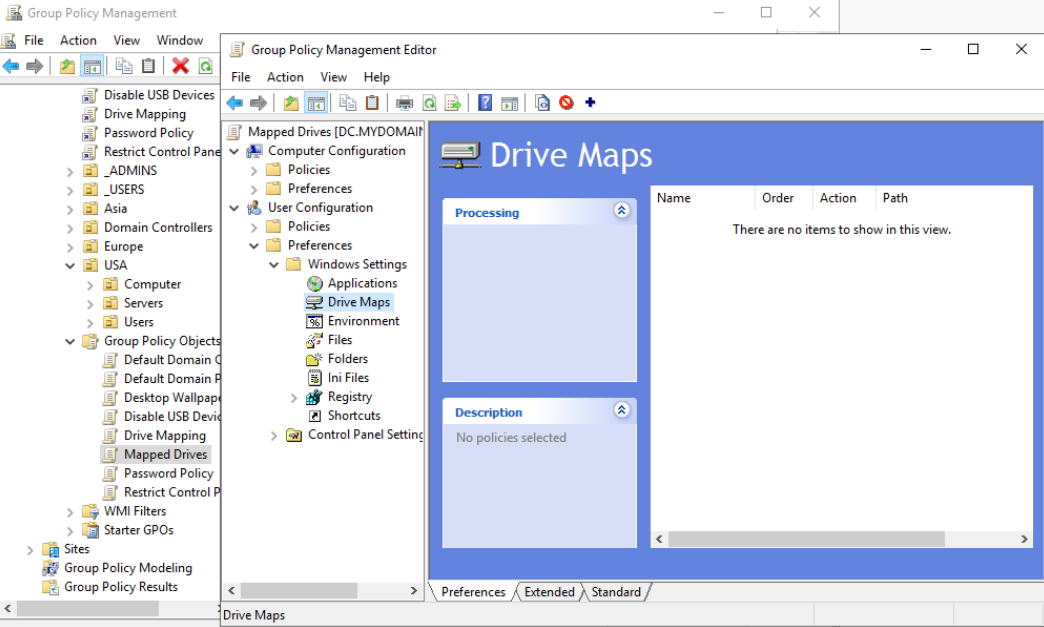 Group Policy Management
File Action View Window
Disable USB Devices
Drive Mapping
Password Policy
Restrict Control Pane
_ADMINS
_USERS
Asia
Domain Controllers
Europe
USA
Computer
Servers
Users
Group Policy Objects
Default Domain C
Default Domain P
Desktop Wallpape
Disable USB Devic
Drive Mapping
Mapped Drives
Password Policy
Restrict Control P
WMI Filters
Starter GPOs
Sites
Group Policy Modeling
Group Policy Results
Group Policy Management Editor
File Action View Help
Mapped Drives [DC.MYDOMAIN
Computer Configuration
Policies
Preferences
User Configuration
Policies
Preferences
Windows Settings
Applications
Drive Maps
Environment
Files
Folders
Ini Files
Registry
Shortcuts
Control Panel Setting
Drive Maps
Processing
Description
No policies selected
Name Order Action Path
There are no items to show in this view.
Preferences Extended Standard
Drive Maps